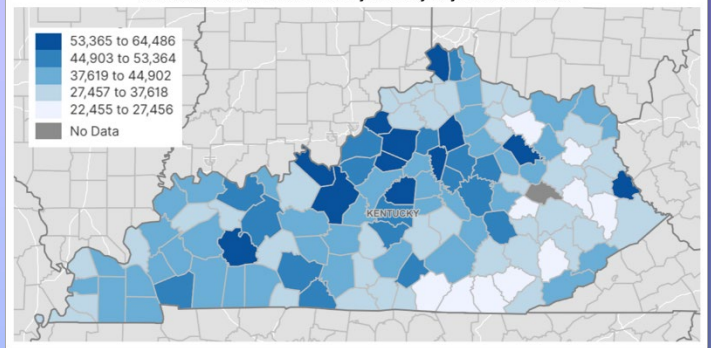 53,365 to 64,486
44,903 to 53,364
37,619 to 44,902
27,457 to 37,618
22,455 to 27,456
No Data
KENTUCKY